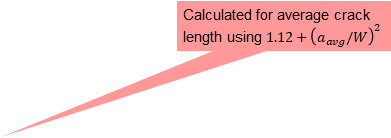 Calculated for average crack
length using 1.12 + (a_avg/W)^2